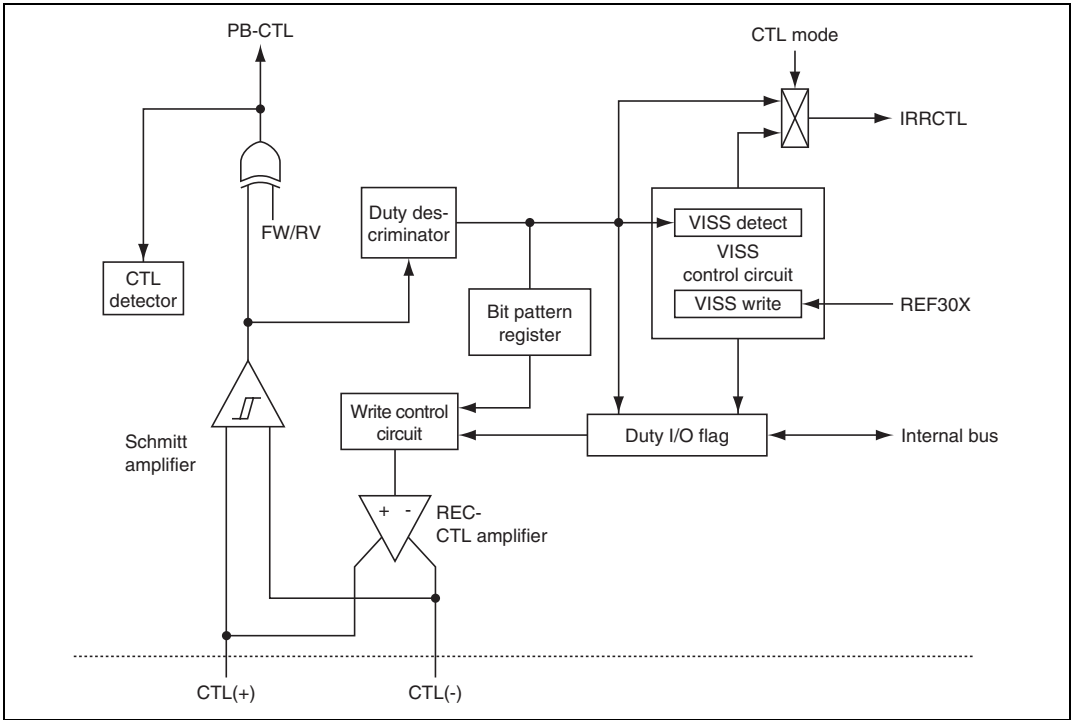 PB-CTL
CTL mode
IRRCTL
Duty des-
criminator
VISS detect
FW/RV
VISS
control circuit
CTL
detector
VISS write
REF30X
Bit pattern
register
Write control
circuit
Duty I/O flag
Internal bus
Schmitt
amplifier
+ -
REC-
CTL amplifier
CTL(+)
CTL(-)